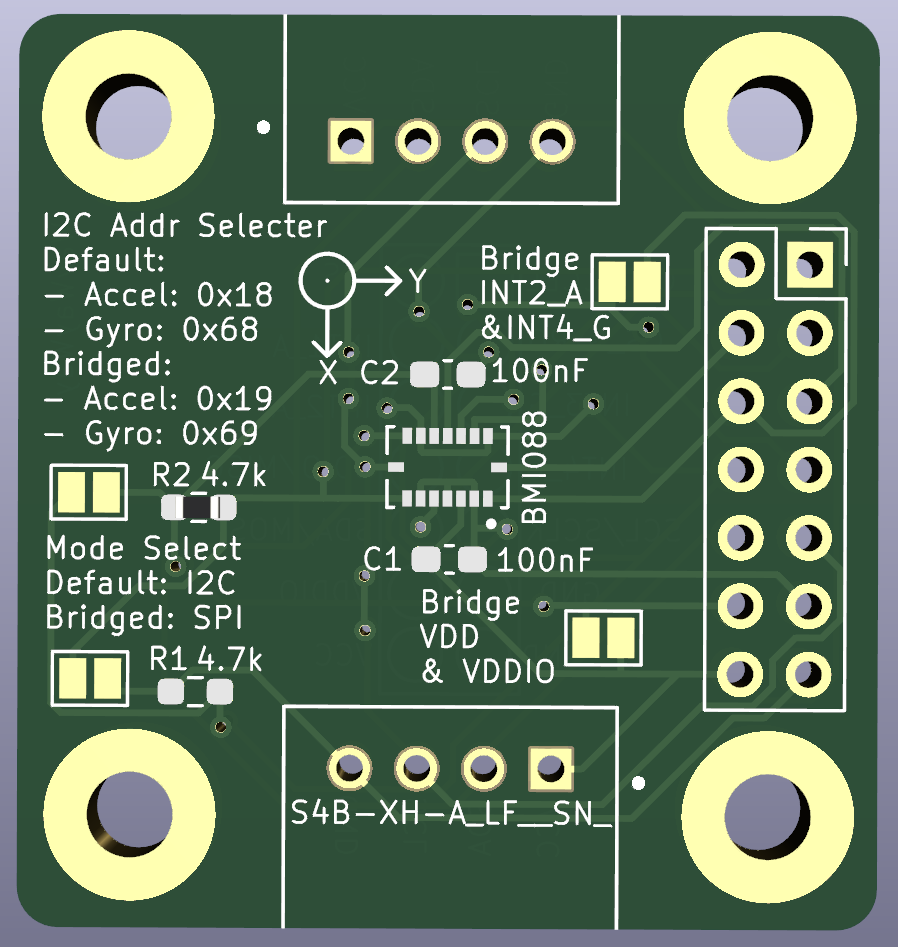 I2C Addr Selecter
Default:
- Accel: 0x18
- Gyro: 0x68
Bridged:
- Accel: 0x19
- Gyro: 0x69
Y
X
Bridge
INT2_A
&INT4_G
C2
100nF
BMI088
R2 4.7k
C1
100nF
Mode Select
Default: I2C
Bridged: SPI
Bridge
VDD
& VDDIO
R1 4.7k
S4B-XH-A_LF__SN_